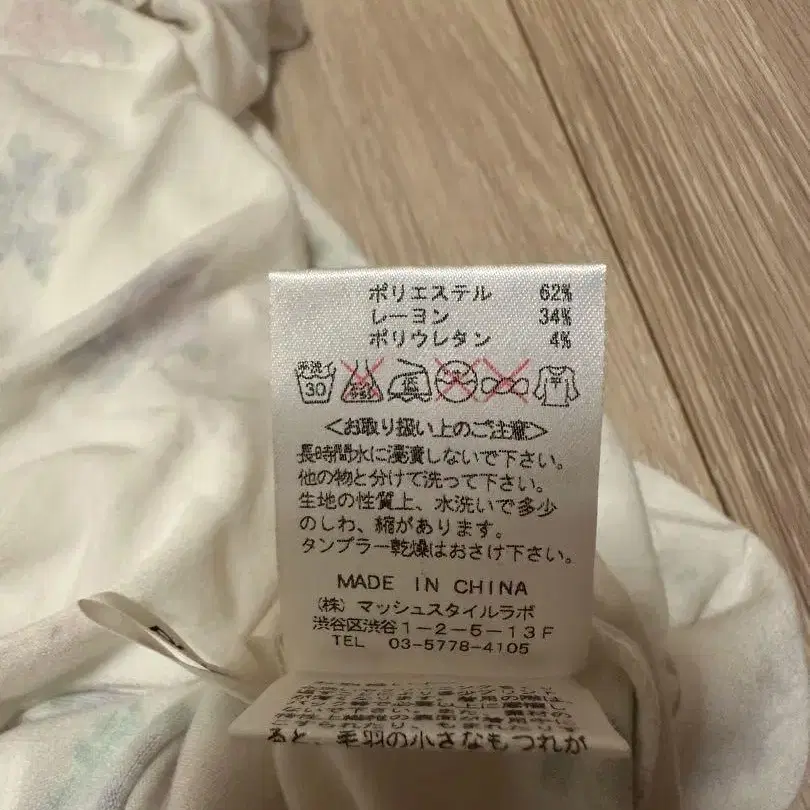 ポリエステル 62%
レーヨン 34%
ポリウレタン 4%
手洗イ
30
<お取り扱い上のご注意>
長時間水に浸漬しないで下さい。
他の物と分けて洗って下さい。
生地の性質上、水洗いで多少
のしわ、縮があります。
タンブラー乾燥はおさけ下さい。
MADE IN CHINA
(株) マッシュスタイルラボ
渋谷区渋谷1-2-5-13F
TEL 03-5778-4105
ると、毛羽の小さなもつれが